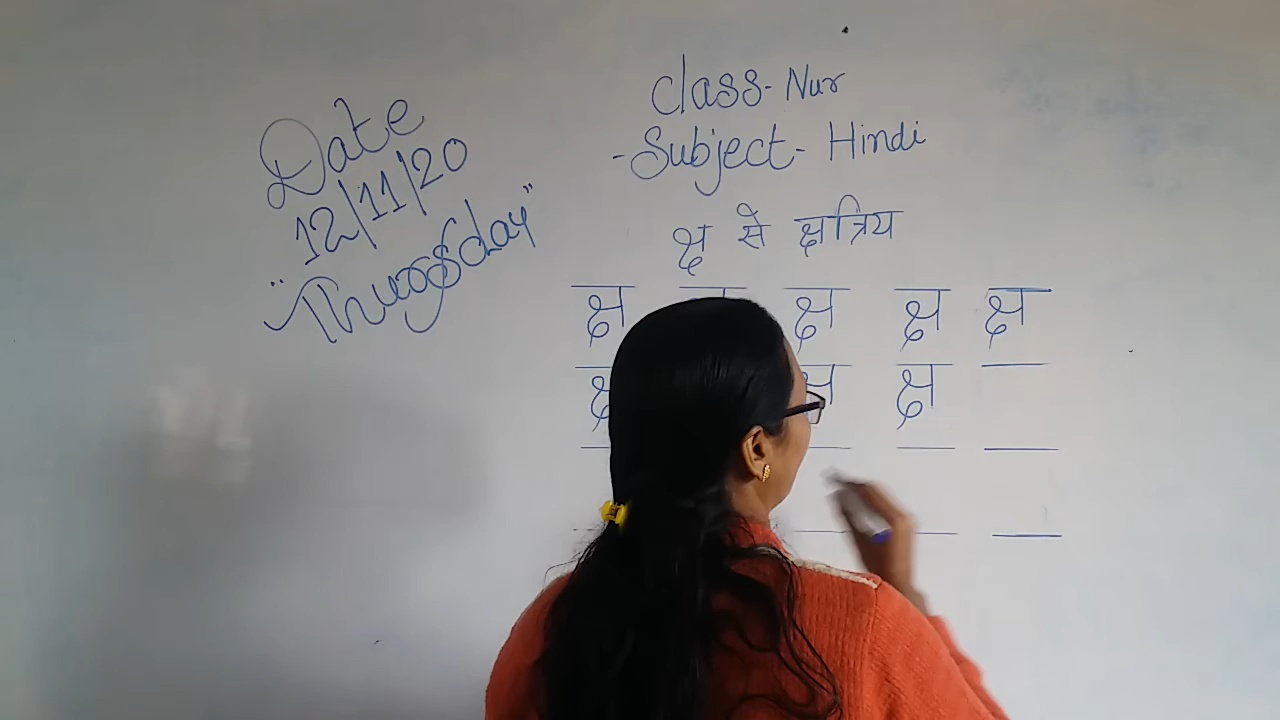 Date
12/11/20
"Thursday"
Class - Nur
- Subject - Hindi
क्ष से क्षत्रिय
क्ष क्ष क्ष क्ष
क्ष क्ष क्ष